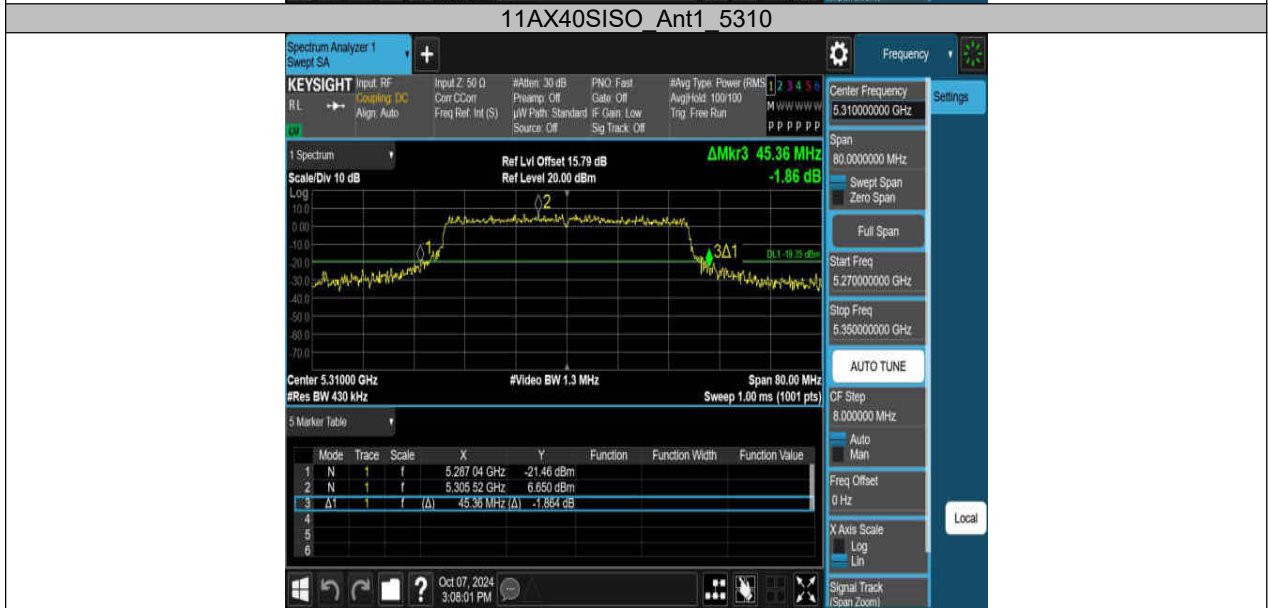 11AX40SISO_Ant1_5310
Spectrum Analyzer 1
Swept SA
+
Frequency
KEYSIGHT
RL
Input: RF
Coupling: DC
Align: Auto
Input Z: 50 Ω
Corr CCorr
Freq Ref: Int (S)
#Atten: 30 dB
Preamp: Off
µW Path: Standard
Source: Off
PNO: Fast
Gate: Off
IF Gain: Low
Sig Track: Off
#Avg Type: Power (RMS
Avg|Hold: 100/100
Trig: Free Run
1 2 3 4 5 6
M W W W W W
P P P P P P
1 Spectrum
Scale/Div 10 dB
Ref Lvl Offset 15.79 dB
Ref Level 20.00 dBm
ΔMkr3 45.36 MHz
-1.86 dB
Log
10.0
0.00
-10.0
-20.0
-30.0
-40.0
-50.0
-60.0
-70.0
1
2
3Δ1
DL1 -19.35 dBm
Center 5.31000 GHz
#Res BW 430 kHz
#Video BW 1.3 MHz
Span 80.00 MHz
Sweep 1.00 ms (1001 pts)
5 Marker Table
Mode Trace Scale X Y Function Function Width Function Value
1 N 1 f 5.287 04 GHz -21.46 dBm
2 N 1 f 5.305 52 GHz 6.650 dBm
3 Δ1 1 f (Δ) 45.36 MHz (Δ) -1.864 dB
4
5
6
Oct 07, 2024
3:08:01 PM
?
Center Frequency
5.310000000 GHz
Settings
Span
80.0000000 MHz
Swept Span
Zero Span
Full Span
Start Freq
5.270000000 GHz
Stop Freq
5.350000000 GHz
AUTO TUNE
CF Step
8.000000 MHz
Auto
Man
Freq Offset
0 Hz
X Axis Scale
Log
Lin
Local
Signal Track
(Span Zoom)